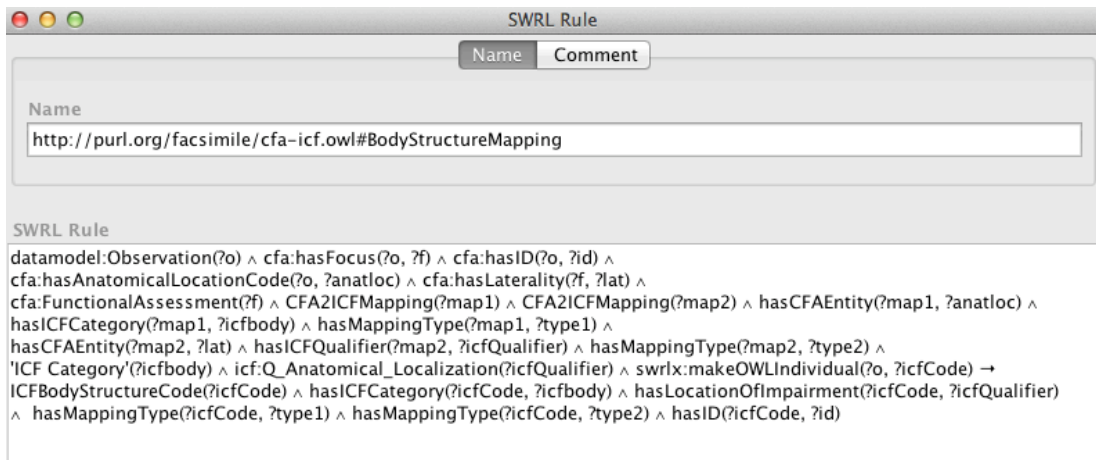 SWRL Rule
Name Comment
Name
http://purl.org/facsimile/cfa-icf.owl#BodyStructureMapping
SWRL Rule
datamodel:Observation(?o) ∧ cfa:hasFocus(?o, ?f) ∧ cfa:hasID(?o, ?id) ∧
cfa:hasAnatomicalLocationCode(?o, ?anatloc) ∧ cfa:hasLaterality(?f, ?lat) ∧
cfa:FunctionalAssessment(?f) ∧ CFA2ICFMapping(?map1) ∧ CFA2ICFMapping(?map2) ∧ hasCFAEntity(?map1, ?anatloc) ∧
hasICFCategory(?map1, ?icfbody) ∧ hasMappingType(?map1, ?type1) ∧
hasCFAEntity(?map2, ?lat) ∧ hasICFQualifier(?map2, ?icfQualifier) ∧ hasMappingType(?map2, ?type2) ∧
'ICF Category'(?icfbody) ∧ icf:Q_Anatomical_Localization(?icfQualifier) ∧ swrlx:makeOWLIndividual(?o, ?icfCode) →
ICFBodyStructureCode(?icfCode) ∧ hasICFCategory(?icfCode, ?icfbody) ∧ hasLocationOfImpairment(?icfCode, ?icfQualifier)
∧ hasMappingType(?icfCode, ?type1) ∧ hasMappingType(?icfCode, ?type2) ∧ hasID(?icfCode, ?id)